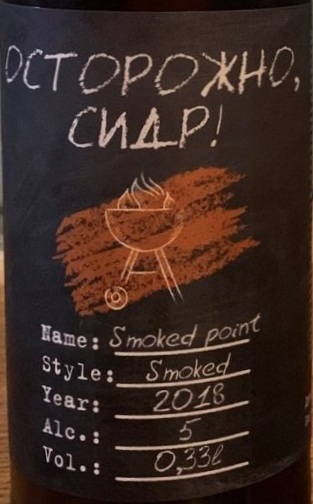 ОСТОРОЖНО,
СИДР!
Name: Smoked point
Style: Smoked
Year: 2018
Alc.: 5
Vol.: 0,33l